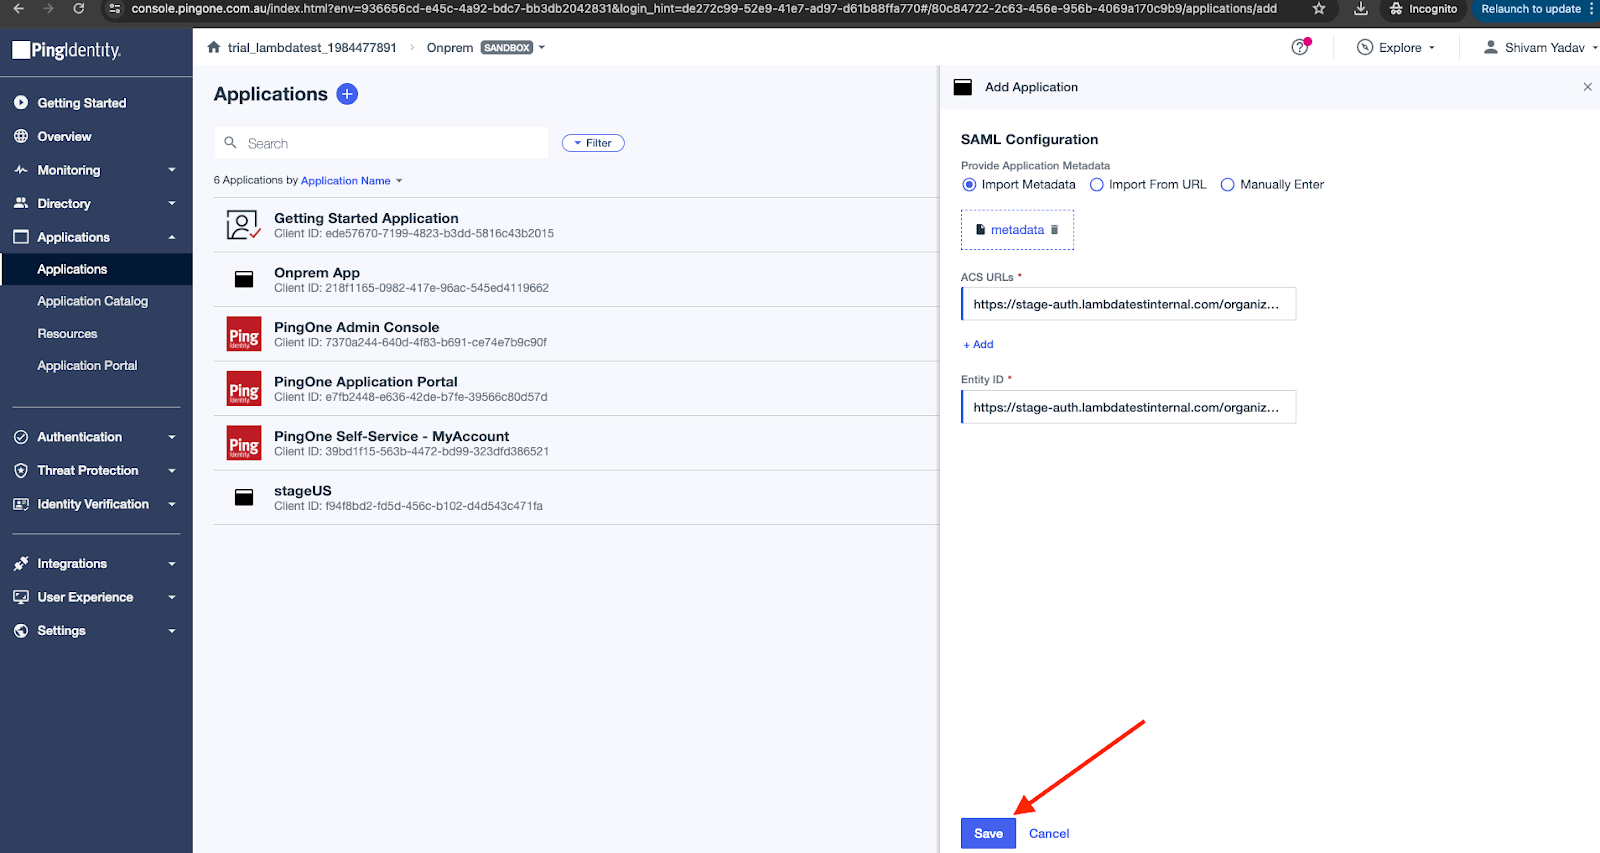 console.pingone.com.au/index.html?env=936656cd-e45c-4a92-bdc7-bb3db2042831&login_hint=de272c99-52e9-41e7-ad97-d61b88ffa770#/80c84722-2c63-456e-956b-4069a170c9b9/applications/add
Incognito
Relaunch to update
PingIdentity.
trial_lambdatest_1984477891 > Onprem SANDBOX
Explore
Shivam Yadav
Getting Started
Overview
Monitoring
Directory
Applications
Applications
Application Catalog
Resources
Application Portal
Authentication
Threat Protection
Identity Verification
Integrations
User Experience
Settings
Applications
Search
Filter
6 Applications by Application Name
Getting Started Application
Client ID: ede57670-7199-4823-b3dd-5816c43b2015
Onprem App
Client ID: 218f1165-0982-417e-96ac-545ed4119662
Ping
Identity.
PingOne Admin Console
Client ID: 7370a244-640d-4f83-b691-ce74e7b9c90f
Ping
Identity.
PingOne Application Portal
Client ID: e7fb2448-e636-42de-b7fe-39566c80d57d
Ping
Identity.
PingOne Self-Service - MyAccount
Client ID: 39bd1f15-563b-4472-bd99-323dfd386521
stageUS
Client ID: f94f8bd2-fd5d-456c-b102-d4d543c471fa
Add Application
SAML Configuration
Provide Application Metadata
Import Metadata Import From URL Manually Enter
metadata
ACS URLs *
https://stage-auth.lambdatestinternal.com/organiz...
+ Add
Entity ID *
https://stage-auth.lambdatestinternal.com/organiz...
Save Cancel